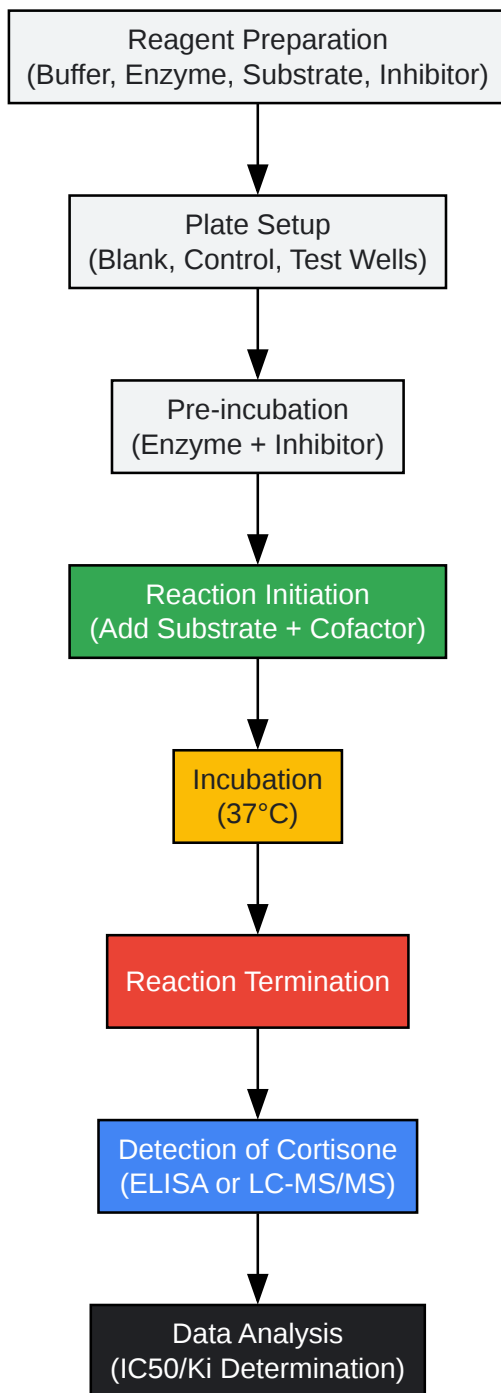 Reagent Preparation
(Buffer, Enzyme, Substrate, Inhibitor)
Plate Setup
(Blank, Control, Test Wells)
Pre-incubation
(Enzyme + Inhibitor)
Reaction Initiation
(Add Substrate + Cofactor)
Incubation
(37°C)
Reaction Termination
Detection of Cortisone
(ELISA or LC-MS/MS)
Data Analysis
(IC50/Ki Determination)